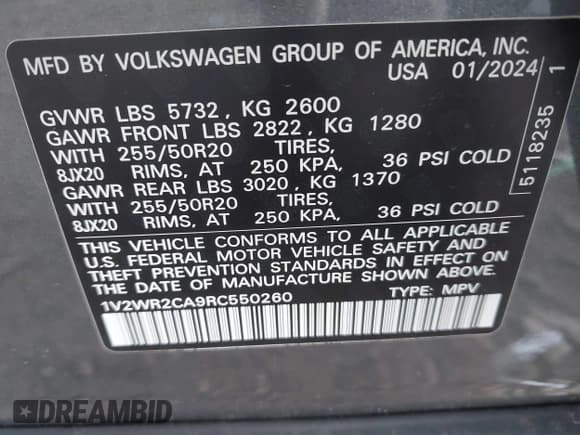 MFD BY VOLKSWAGEN GROUP OF AMERICA, INC.
USA 01/2024
GVWR LBS 5732, KG 2600
GAWR FRONT LBS 2822, KG 1280
WITH 255/50R20 TIRES,
8JX20 RIMS, AT 250 KPA, 36 PSI COLD
GAWR REAR LBS 3020, KG 1370
WITH 255/50R20 TIRES,
8JX20 RIMS, AT 250 KPA, 36 PSI COLD
THIS VEHICLE CONFORMS TO ALL APPLICABLE
U.S. FEDERAL MOTOR VEHICLE SAFETY AND
THEFT PREVENTION STANDARDS IN EFFECT ON
THE DATE OF MANUFACTURE SHOWN ABOVE.
1V2WR2CA9RC550260 TYPE: MPV
5118235 1
DREAMBID